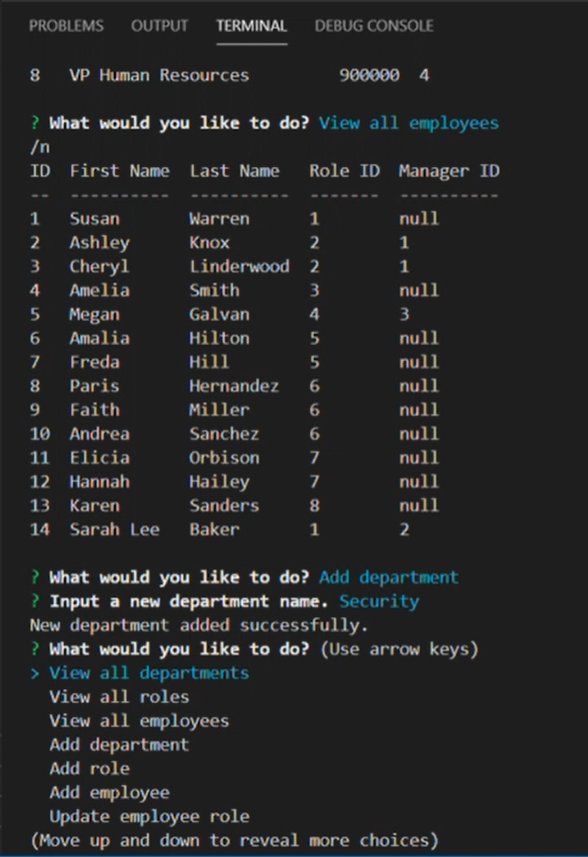 PROBLEMS OUTPUT TERMINAL DEBUG CONSOLE
8 VP Human Resources 900000 4
? What would you like to do? View all employees
/n
ID First Name Last Name Role ID Manager ID
-- ---------- ---------- ------- ----------
1 Susan Warren 1 null
2 Ashley Knox 2 1
3 Cheryl Linderwood 2 1
4 Amelia Smith 3 null
5 Megan Galvan 4 3
6 Amalia Hilton 5 null
7 Freda Hill 5 null
8 Paris Hernandez 6 null
9 Faith Miller 6 null
10 Andrea Sanchez 6 null
11 Elicia Orbison 7 null
12 Hannah Hailey 7 null
13 Karen Sanders 8 null
14 Sarah Lee Baker 1 2
? What would you like to do? Add department
? Input a new department name. Security
New department added successfully.
? What would you like to do? (Use arrow keys)
> View all departments
View all roles
View all employees
Add department
Add role
Add employee
Update employee role
(Move up and down to reveal more choices)